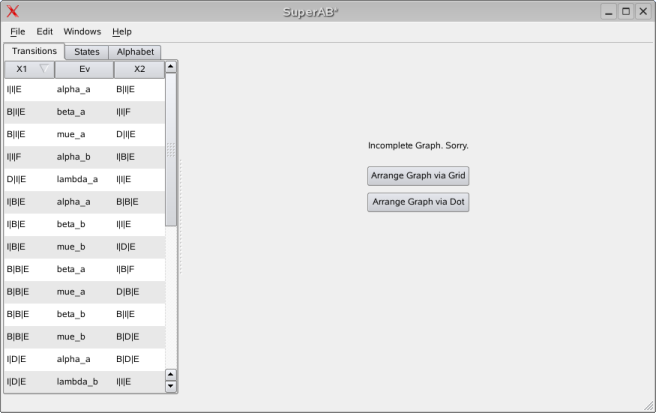 SuperAB*
File Edit Windows Help
Transitions States Alphabet
X1 Ev X2
I|I|E alpha_a B|I|E
B|I|E beta_a I|I|F
B|I|E mue_a D|I|E
I|I|F alpha_b I|B|E
D|I|E lambda_a I|I|E
I|B|E alpha_a B|B|E
I|B|E beta_b I|I|E
I|B|E mue_b I|D|E
B|B|E beta_a I|B|F
B|B|E mue_a D|B|E
B|B|E beta_b B|I|E
B|B|E mue_b B|D|E
I|D|E alpha_a B|D|E
I|D|E lambda_b I|I|E
Incomplete Graph. Sorry.
Arrange Graph via Grid
Arrange Graph via Dot